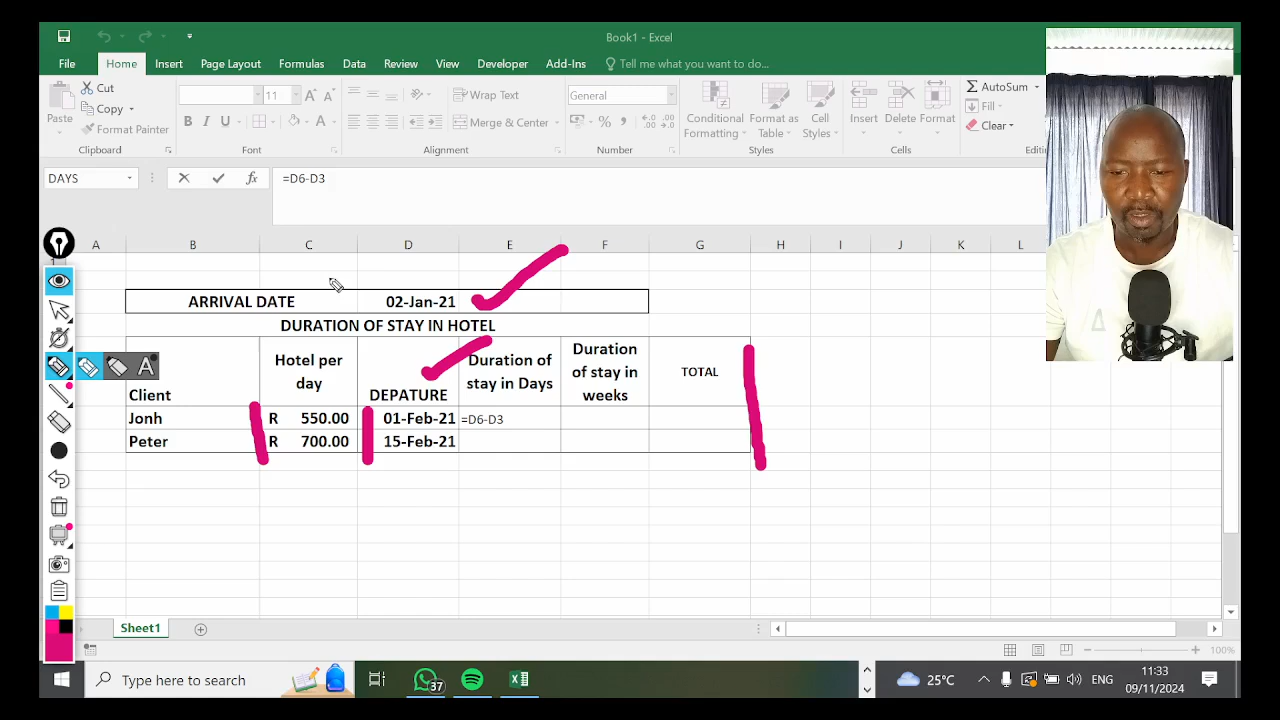 Book1 - Excel
File Home Insert Page Layout Formulas Data Review View Developer Add-Ins Tell me what you want to do...
Paste
Cut
Copy
Format Painter
Clipboard
11 A A
B I U A
Font
Wrap Text
Merge & Center
Alignment
General
% ,
Number
Conditional Formatting
Format as Table
Cell Styles
Styles
Insert Delete Format
Cells
AutoSum
Fill
Clear
DAYS fx =D6-D3
A B C D E F G H I J K L
1
ARRIVAL DATE 02-Jan-21
DURATION OF STAY IN HOTEL
Client Hotel per day DEPATURE Duration of stay in Days Duration of stay in weeks TOTAL
Jonh R 550.00 01-Feb-21 =D6-D3
Peter R 700.00 15-Feb-21
A
Sheet1
100%
Type here to search 37 25°C ENG 11:33
09/11/2024